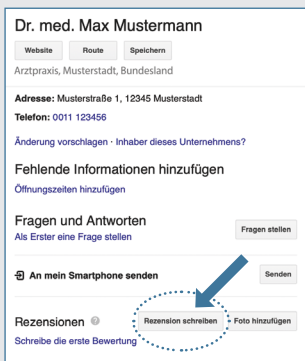 Dr. med. Max Mustermann
Website Route Speichern
Arztpraxis, Musterstadt, Bundesland
Adresse: Musterstraße 1, 12345 Musterstadt
Telefon: 0011 123456
Änderung vorschlagen · Inhaber dieses Unternehmens?
Fehlende Informationen hinzufügen
Öffnungszeiten hinzufügen
Fragen und Antworten
Als Erster eine Frage stellen
Fragen stellen
An mein Smartphone senden
Senden
Rezensionen ?
Rezension schreiben
Foto hinzufügen
Schreibe die erste Bewertung